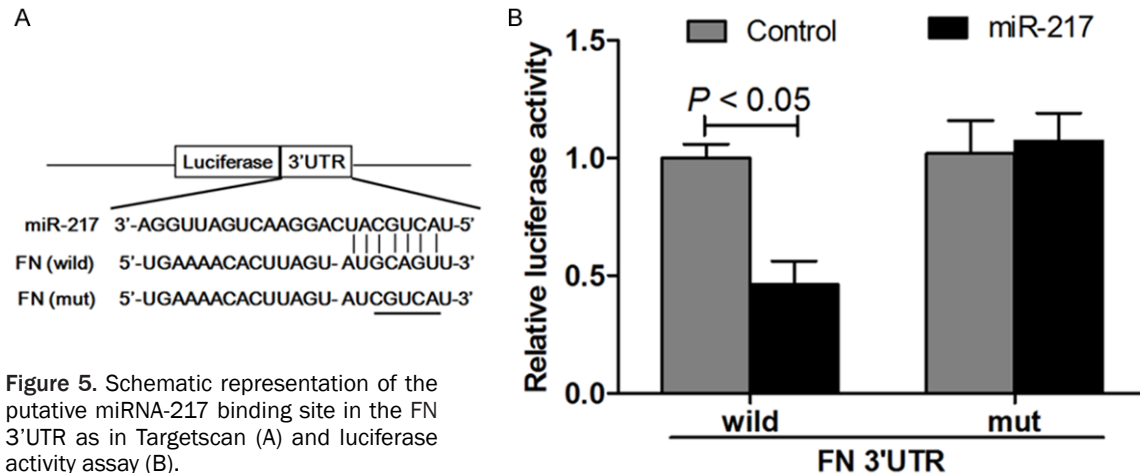 A
Luciferase 3'UTR
miR-217 3'-AGGUUAGUCAAGGACUACGUCAU-5'
FN (wild) 5'-UGAAAACACUUAGU- AUGCAGUU-3'
FN (mut) 5'-UGAAAACACUUAGU- AUCGUCAU-3'
Figure 5. Schematic representation of the
putative miRNA-217 binding site in the FN
3'UTR as in Targetscan (A) and luciferase
activity assay (B).
B
Control miR-217
Relative luciferase activity
1.5
1.0
0.5
0.0
P < 0.05
wild mut
FN 3'UTR